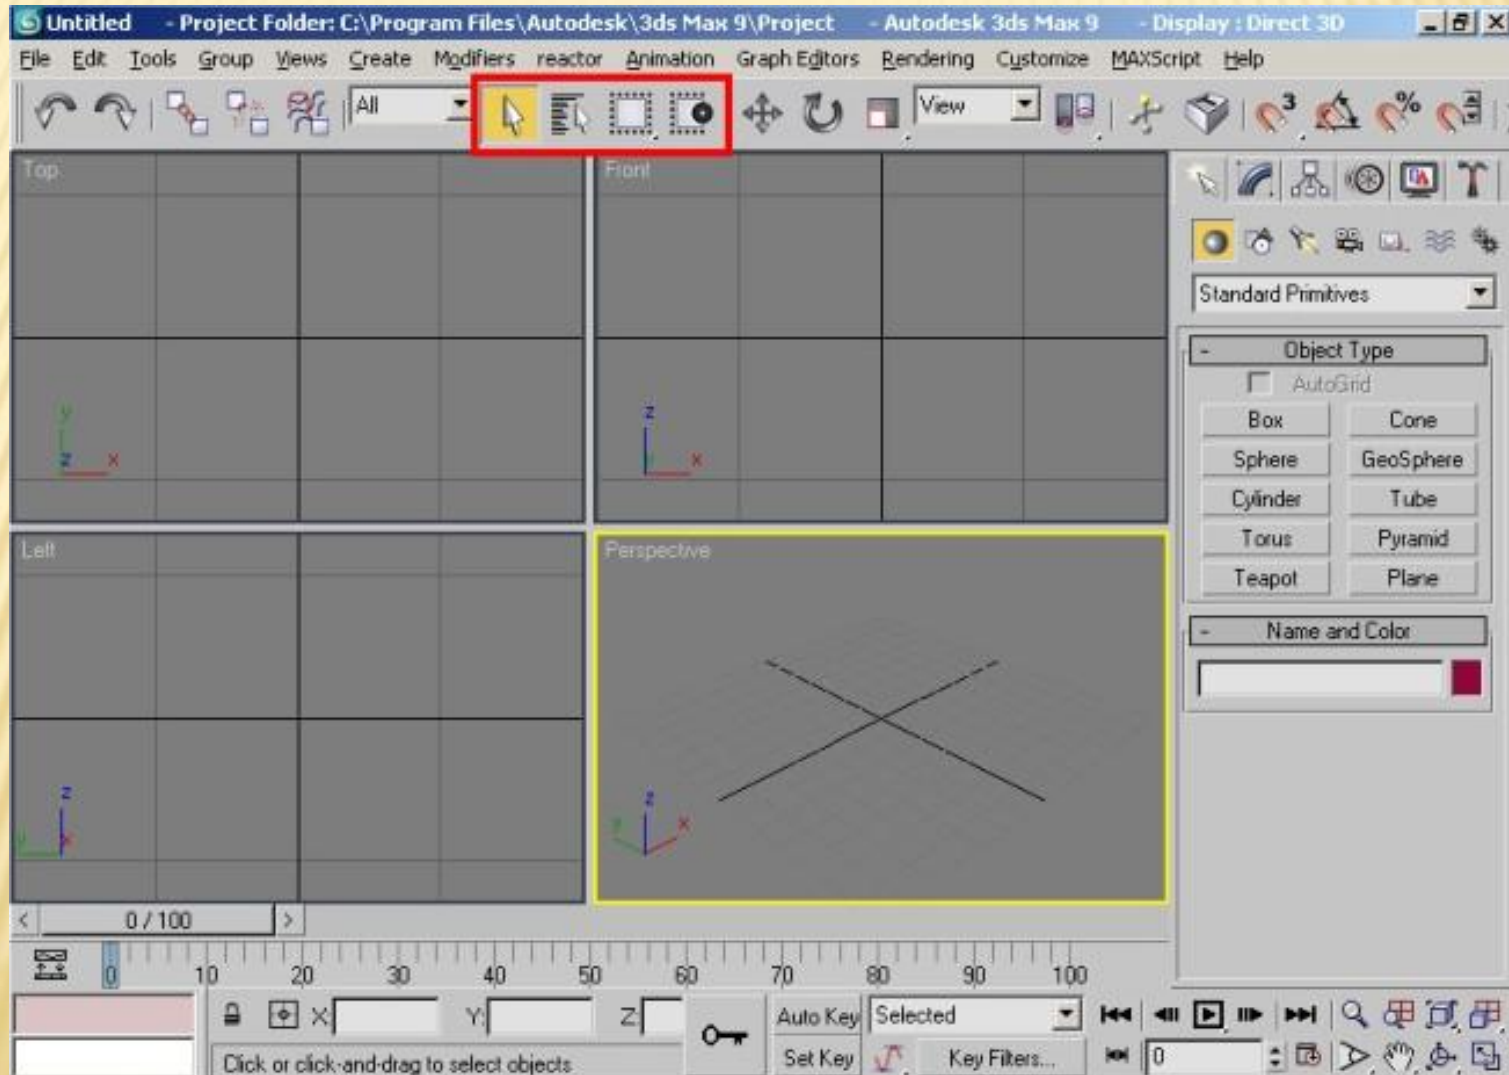 Untitled - Project Folder: C:\Program Files\Autodesk\3ds Max 9\Project - Autodesk 3ds Max 9 - Display : Direct 3D
File Edit Tools Group Views Create Modifiers reactor Animation Graph Editors Rendering Customize MAXScript Help
All View 3 %
Top Front
Standard Primitives
- Object Type
AutoGrid
Box Cone
Sphere GeoSphere
Cylinder Tube
Torus Pyramid
Teapot Plane
- Name and Color
y z x
z y x
Left Perspective
z y x
z y x
< 0 / 100 >
0 10 20 30 40 50 60 70 80 90 100
X: Y: Z: Auto Key Selected
Click or click-and-drag to select objects Set Key Key Filters... 0